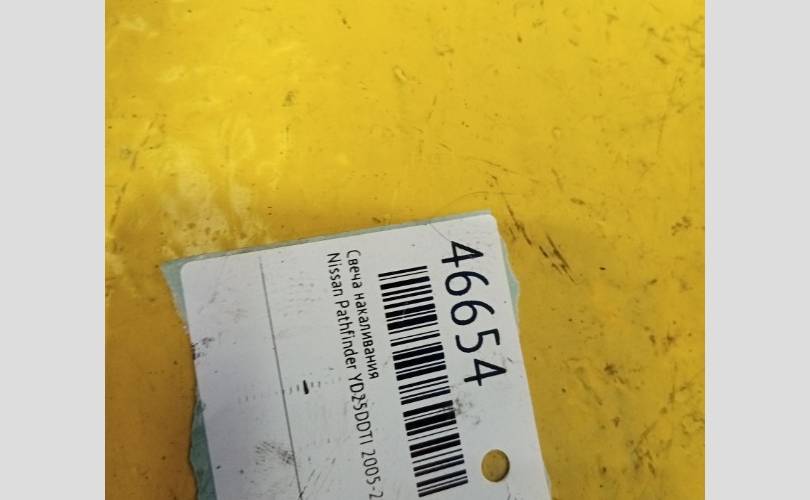 46654
Свеча накаливания
Nissan Pathfinder YD25DDTI 2005-2